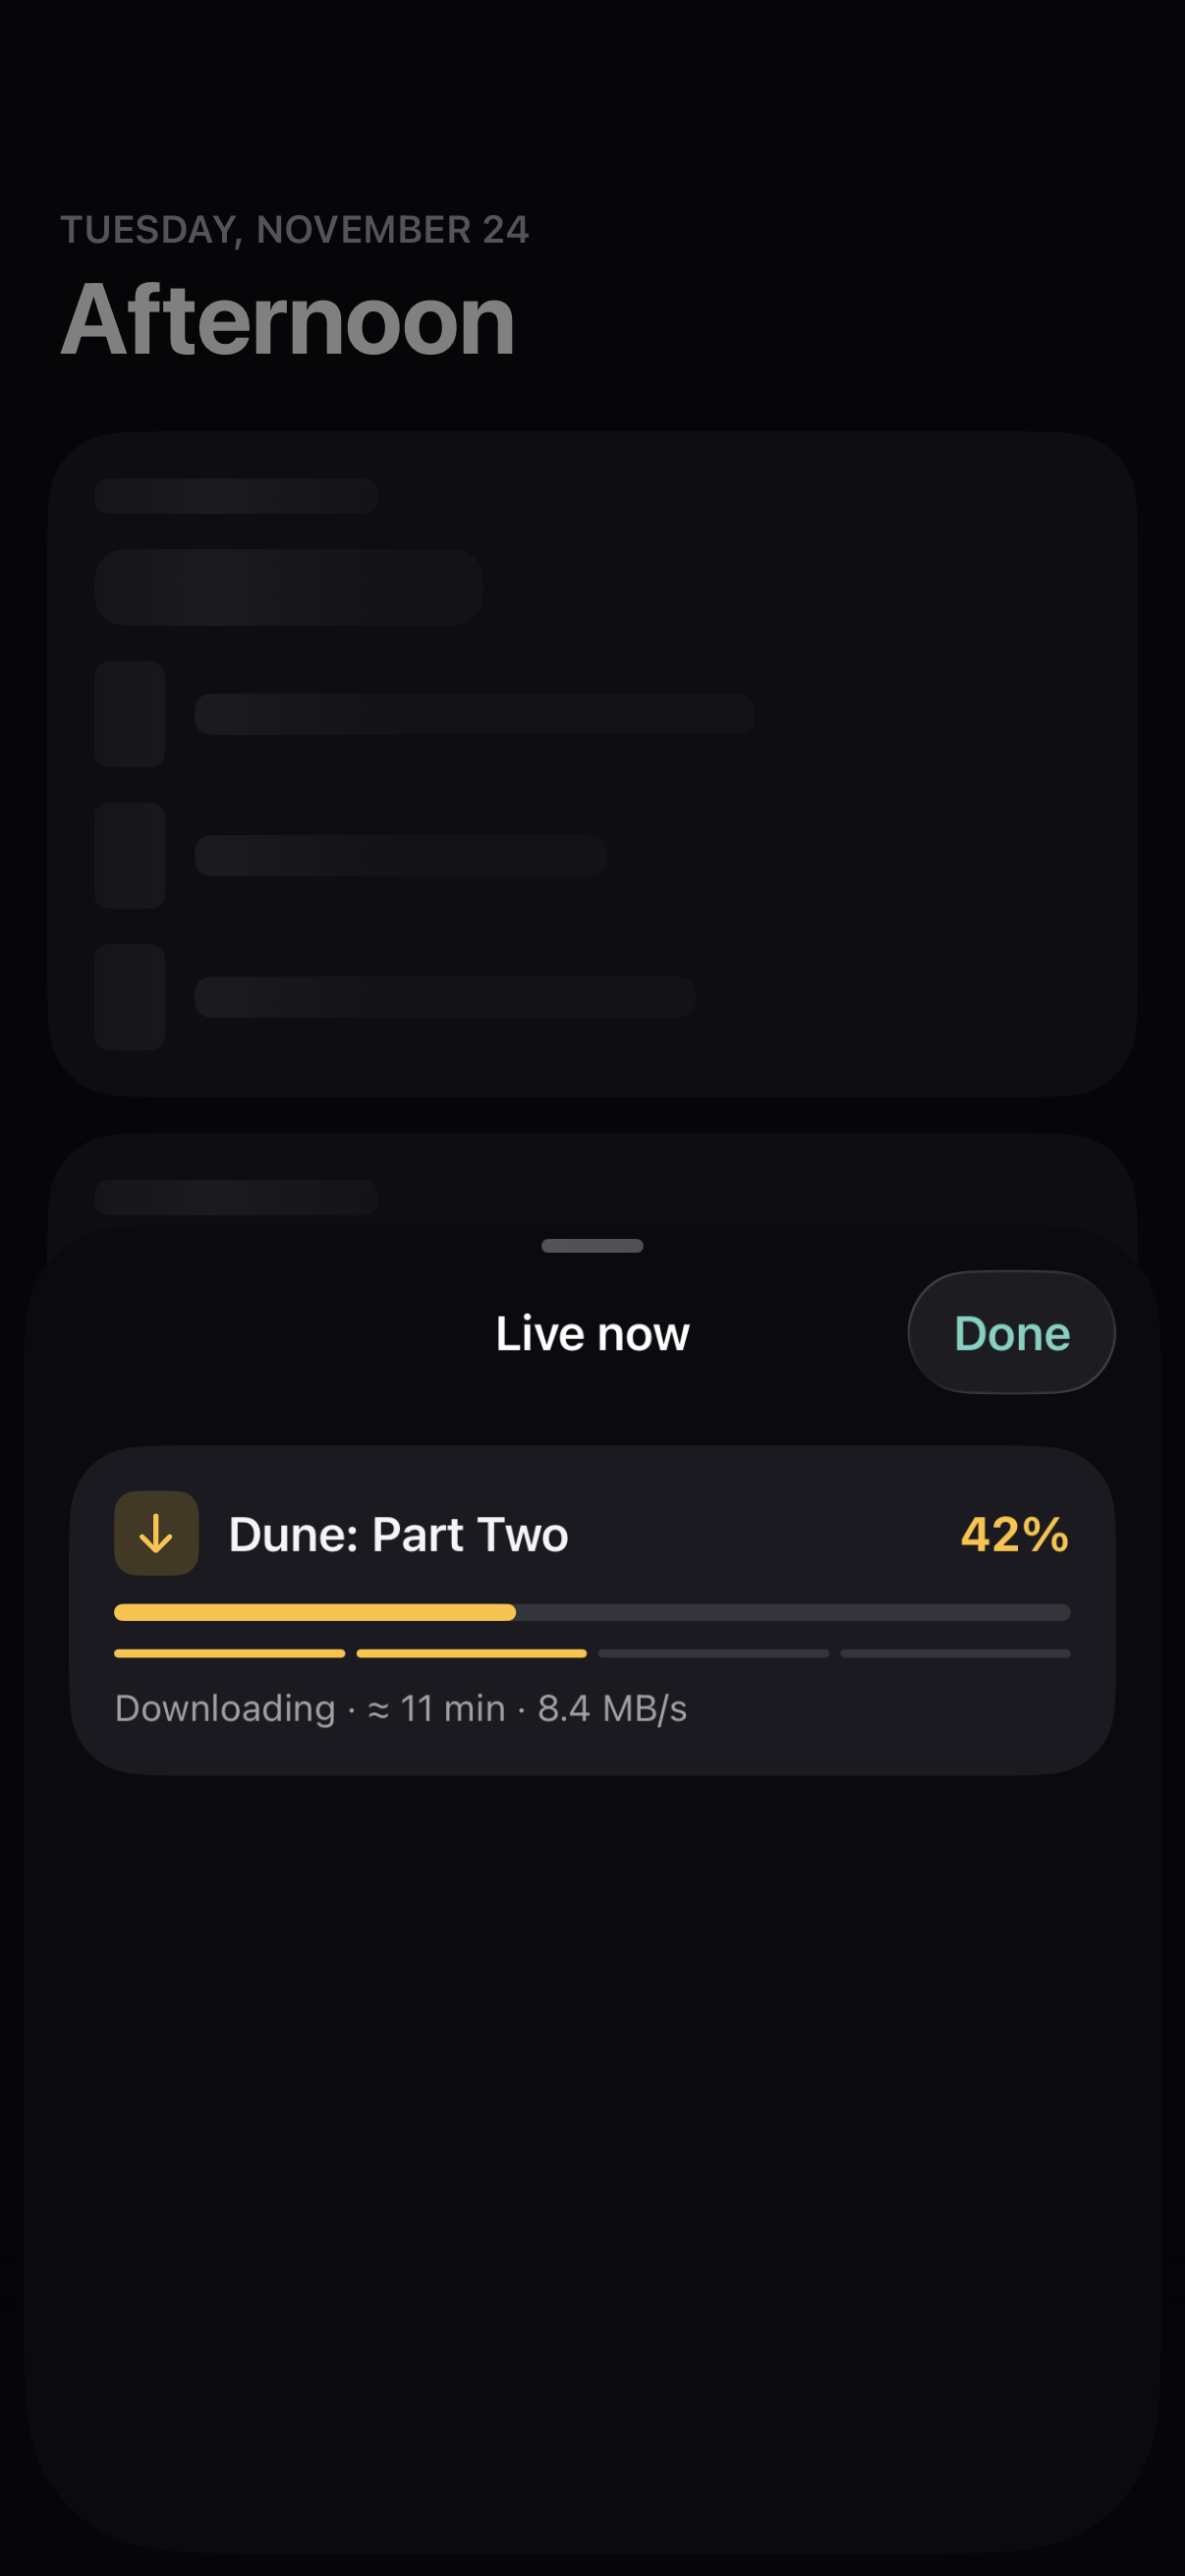 TUESDAY, NOVEMBER 24
Afternoon
Live now
Done
Dune: Part Two
42%
Downloading · ≈ 11 min · 8.4 MB/s